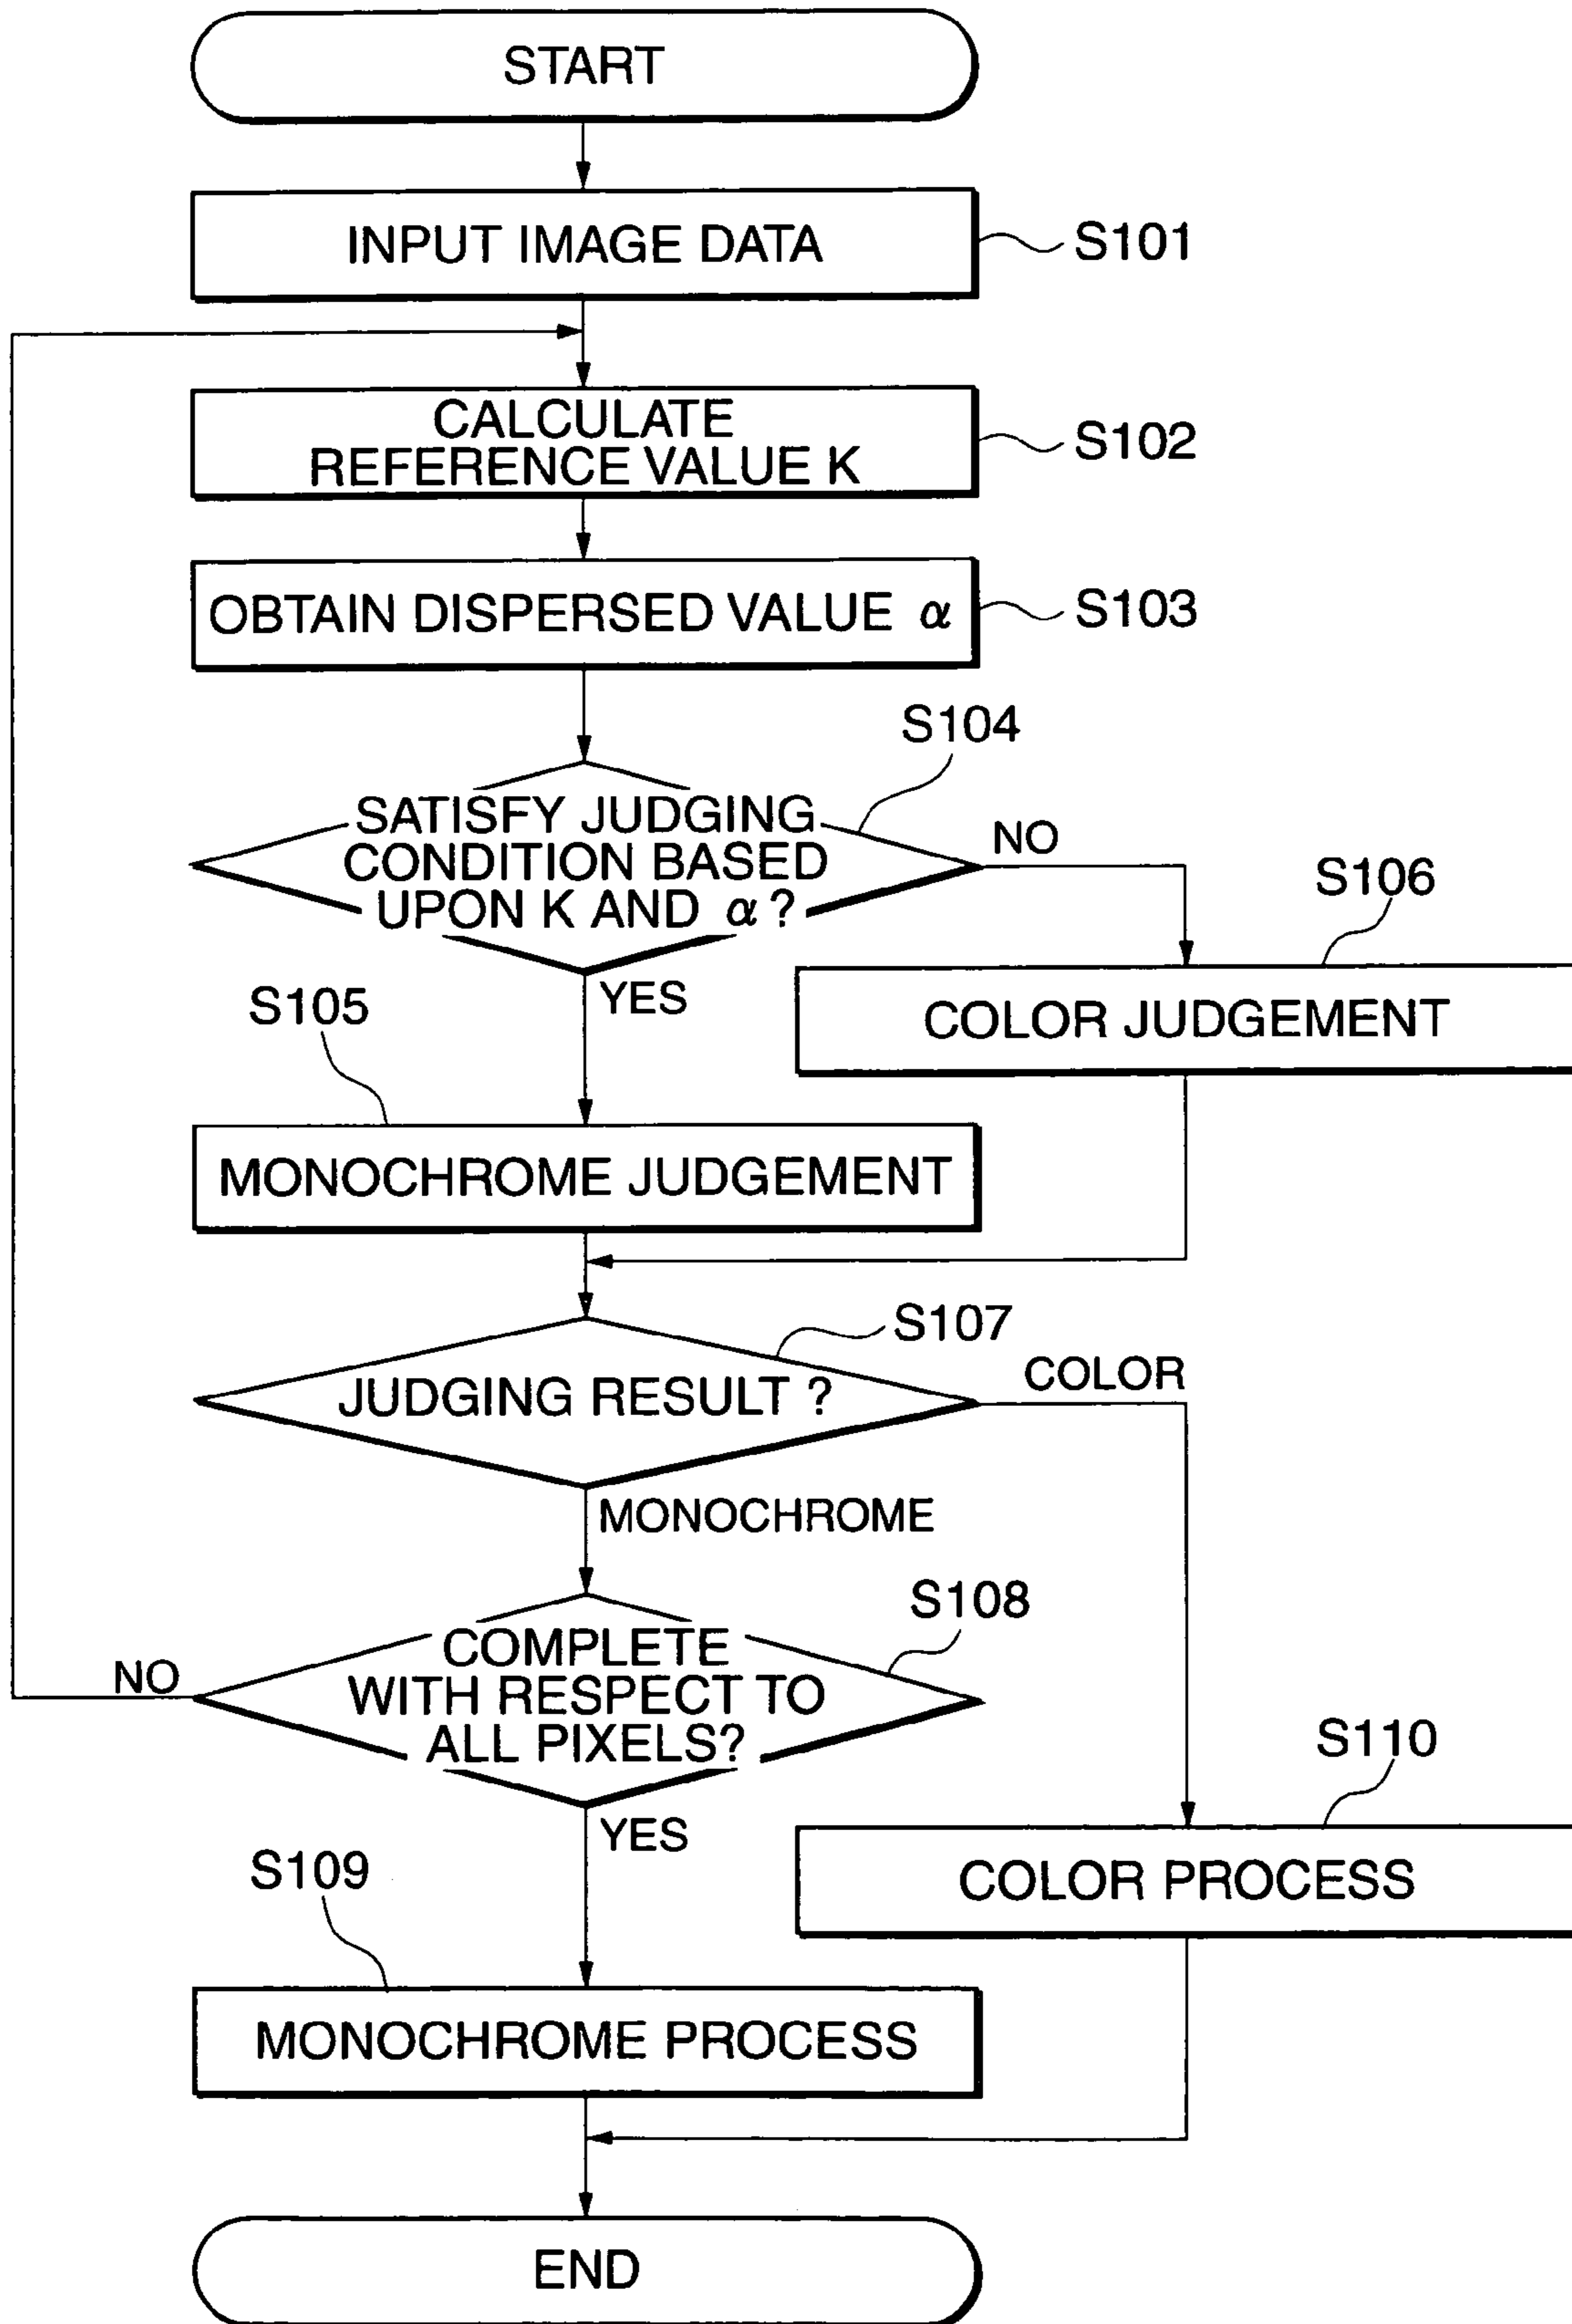 START
INPUT IMAGE DATA
S101
CALCULATE
REFERENCE VALUE K
S102
OBTAIN DISPERSED VALUE α
S103
S104
SATISFY JUDGING
CONDITION BASED
UPON K AND α ?
NO
S106
YES
S105
COLOR JUDGEMENT
MONOCHROME JUDGEMENT
S107
JUDGING RESULT ?
COLOR
MONOCHROME
S108
COMPLETE
WITH RESPECT TO
ALL PIXELS?
NO
YES
S110
S109
COLOR PROCESS
MONOCHROME PROCESS
END